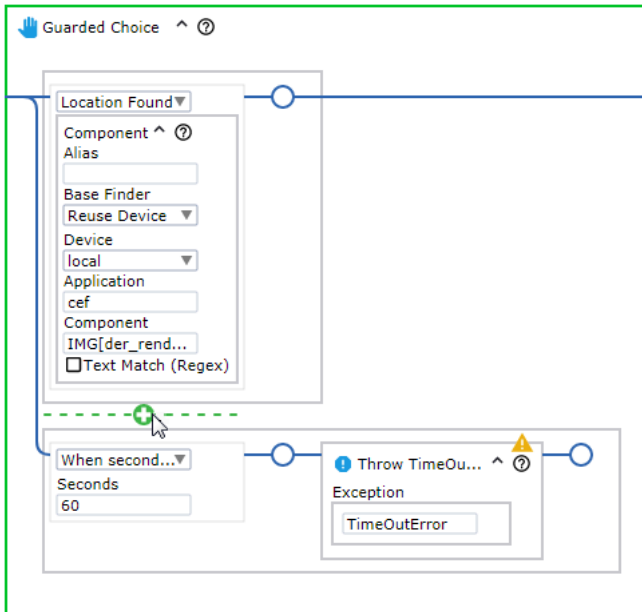 Guarded Choice
Location Found
Component
Alias
Base Finder
Reuse Device
Device
local
Application
cef
Component
IMG[der_rend...
Text Match (Regex)
When second...
Seconds
60
Throw TimeOu...
Exception
TimeOutError